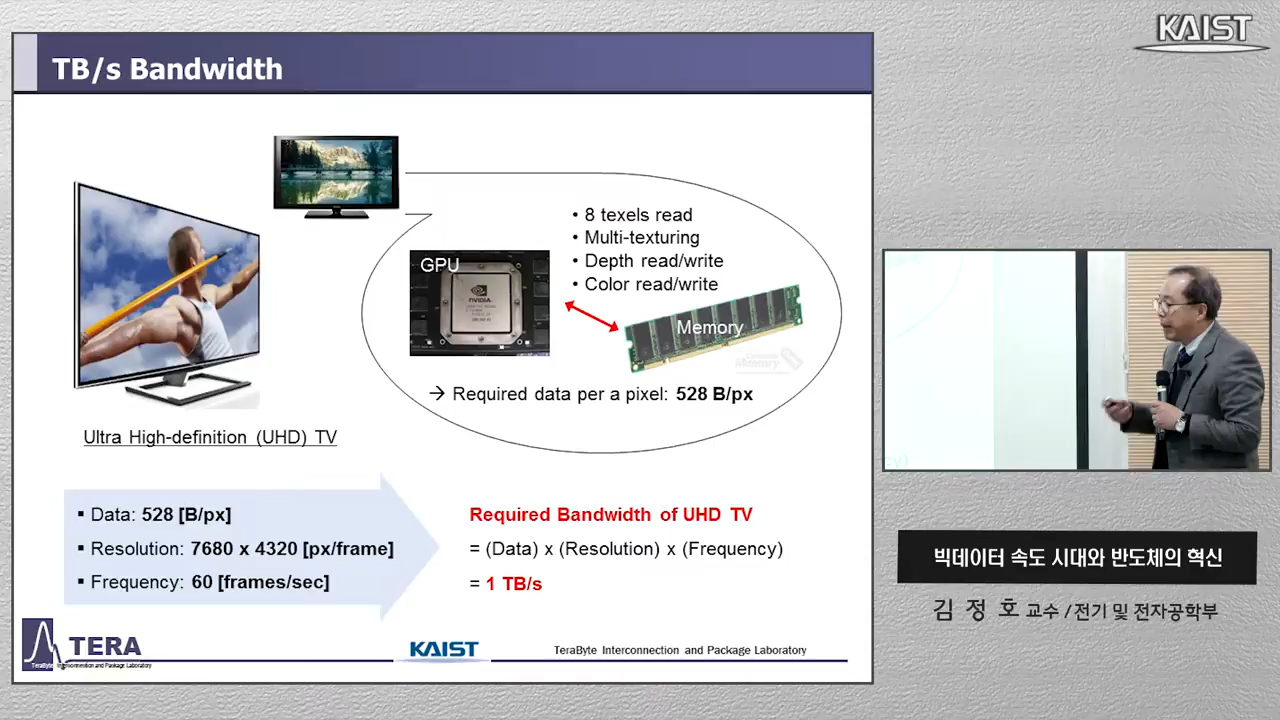 KAIST
TB/s Bandwidth
• 8 texels read
• Multi-texturing
• Depth read/write
• Color read/write
GPU
NVIDIA
Memory
→ Required data per a pixel: 528 B/px
Ultra High-definition (UHD) TV
▪ Data: 528 [B/px]
▪ Resolution: 7680 x 4320 [px/frame]
▪ Frequency: 60 [frames/sec]
Required Bandwidth of UHD TV
= (Data) x (Resolution) x (Frequency)
= 1 TB/s
TERA
TeraByte Interconnection and Package Laboratory
KAIST
TeraByte Interconnection and Package Laboratory
빅데이터 속도 시대와 반도체의 혁신
김 정 호 교수 / 전기 및 전자공학부